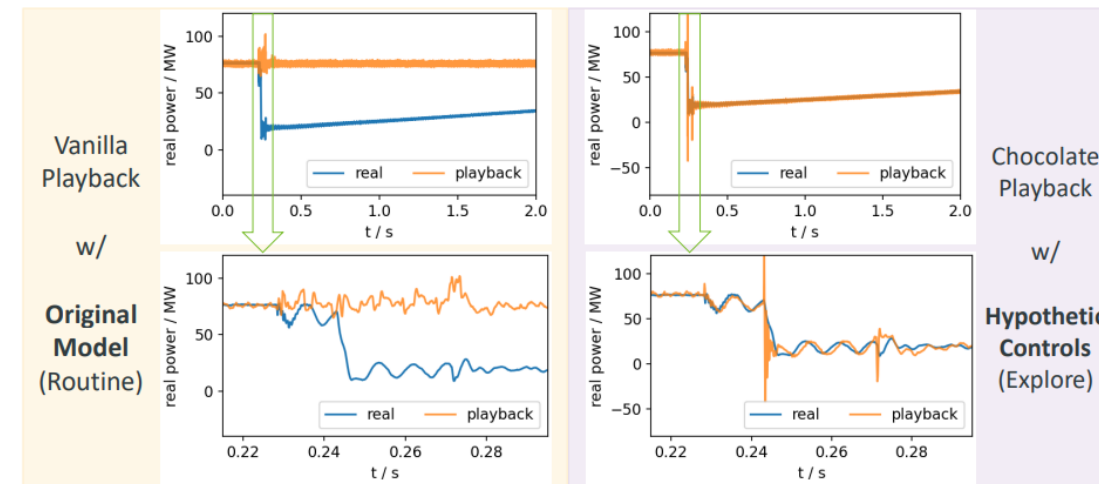 Vanilla
Playback
w/
Original
Model
(Routine)
real power / MW
100
50
0
real
playback
0.0
0.5
1.0
1.5
2.0
t / s
real power / MW
100
50
0
real
playback
0.22
0.24
0.26
0.28
t / s
real power / MW
100
50
0
−50
real
playback
0.0
0.5
1.0
1.5
2.0
t / s
real power / MW
100
50
0
−50
real
playback
0.22
0.24
0.26
0.28
t / s
Chocolate
Playback
w/
Hypothetic
Controls
(Explore)